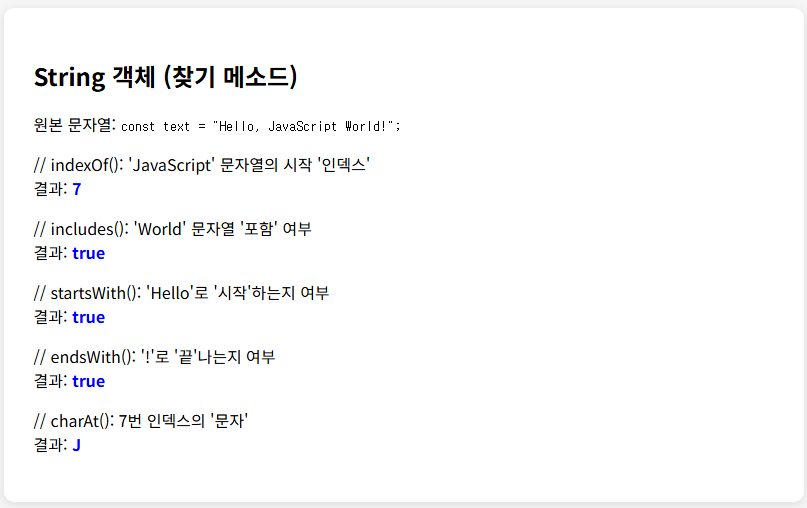 String 객체 (찾기 메소드)
원본 문자열: const text = "Hello, JavaScript World!";
// indexOf(): 'JavaScript' 문자열의 시작 '인덱스'
결과: 7
// includes(): 'World' 문자열 '포함' 여부
결과: true
// startsWith(): 'Hello'로 '시작'하는지 여부
결과: true
// endsWith(): '!'로 '끝'나는지 여부
결과: true
// charAt(): 7번 인덱스의 '문자'
결과: J